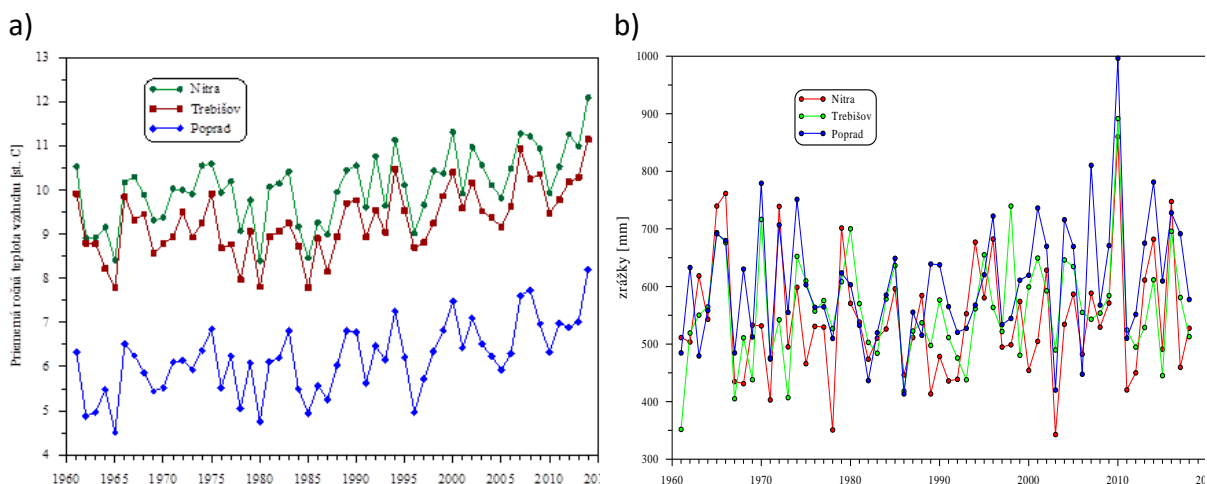 a)
b)
Priemerná ročná teplota vzduchu [st. C]
13
12
11
10
9
8
7
6
5
4
Nitra
Trebišov
Poprad
1960 1965 1970 1975 1980 1985 1990 1995 2000 2005 2010 201
zrážky [mm]
1000
900
800
700
600
500
400
300
Nitra
Trebišov
Poprad
1960 1970 1980 1990 2000 2010 20